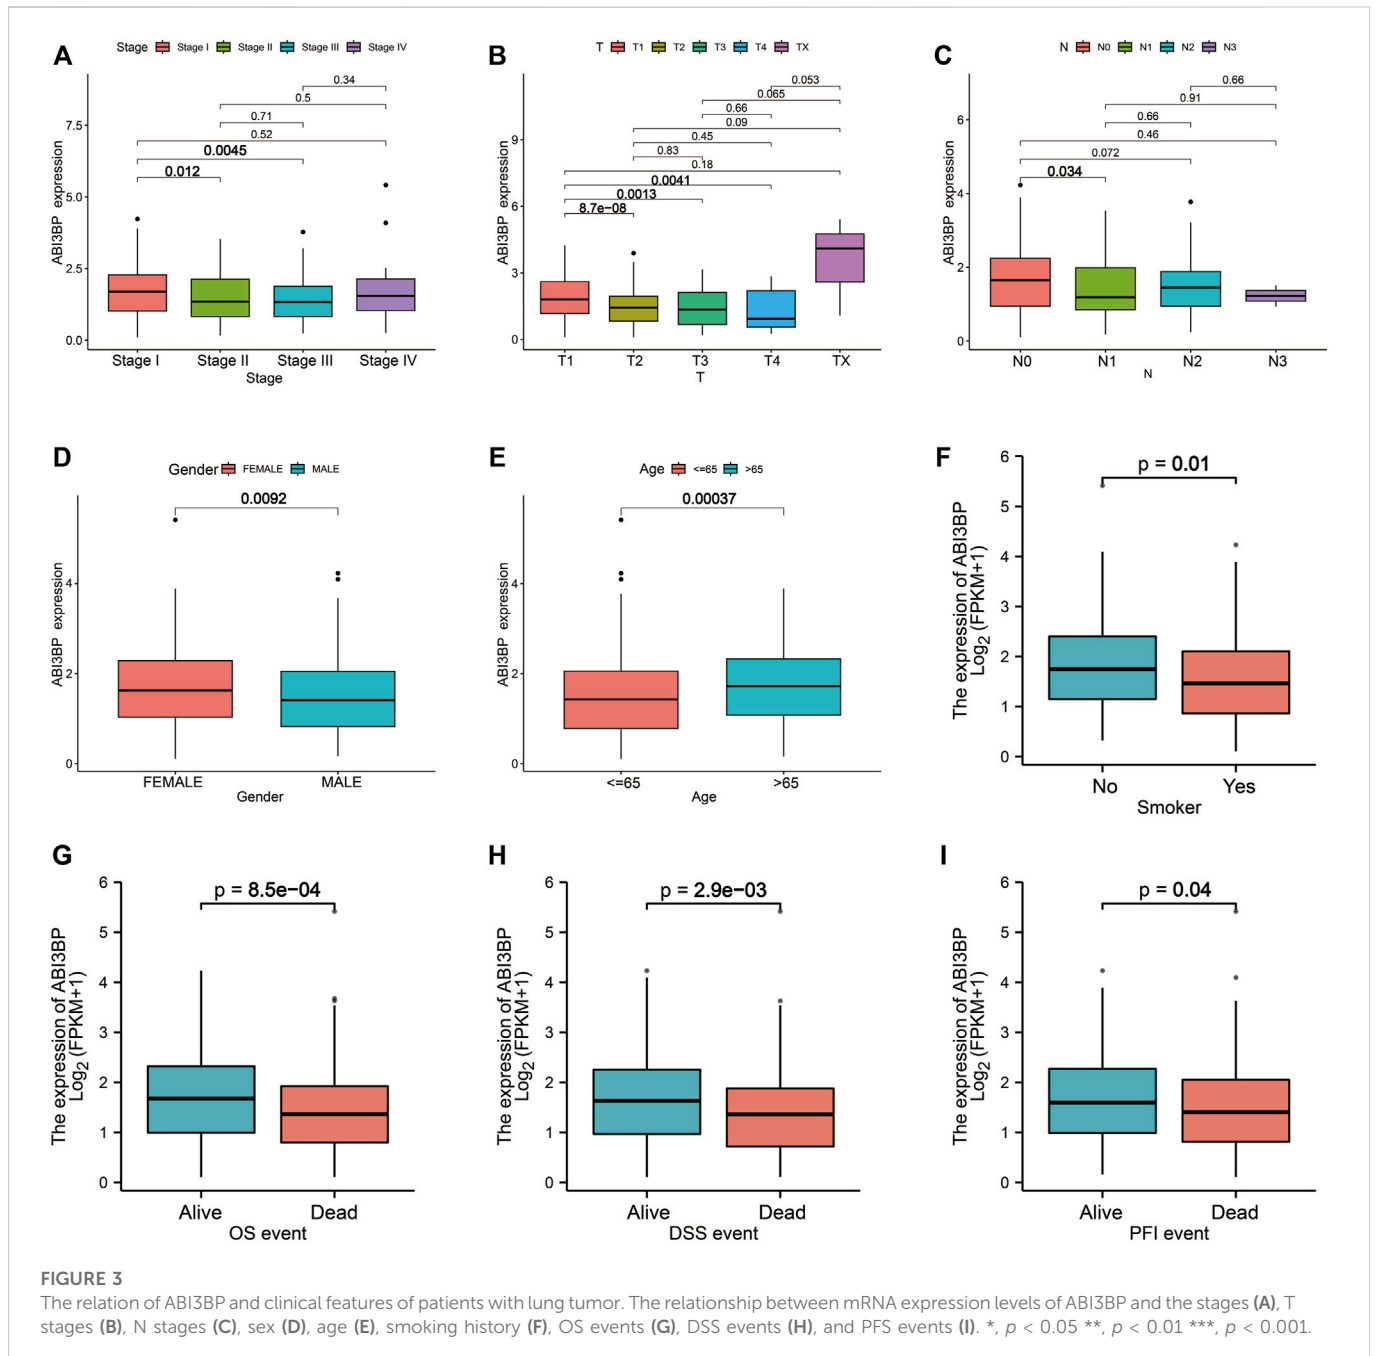 A
Stage Stage I Stage II Stage III Stage IV
ABI3BP expression
7.5
5.0
2.5
0.0
0.34
0.5
0.71
0.52
0.0045
0.012
Stage I Stage II Stage III Stage IV
Stage
B
T T1 T2 T3 T4 TX
ABI3BP expression
9
6
3
0
0.053
0.065
0.66
0.09
0.45
0.83
0.18
0.0041
0.0013
8.7e−08
T1 T2 T3 T4 TX
T
C
N N0 N1 N2 N3
ABI3BP expression
6
4
2
0
0.66
0.91
0.66
0.46
0.072
0.034
N0 N1 N2 N3
N
D
Gender FEMALE MALE
ABI3BP expression
4
2
0
0.0092
FEMALE MALE
Gender
E
Age <=65 >65
ABI3BP expression
4
2
0
0.00037
<=65 >65
Age
F
The expression of ABI3BP
Log2 (FPKM+1)
6
5
4
3
2
1
0
p = 0.01
No Yes
Smoker
G
The expression of ABI3BP
Log2 (FPKM+1)
6
5
4
3
2
1
0
p = 8.5e−04
Alive Dead
OS event
H
The expression of ABI3BP
Log2 (FPKM+1)
6
5
4
3
2
1
0
p = 2.9e−03
Alive Dead
DSS event
I
The expression of ABI3BP
Log2 (FPKM+1)
6
5
4
3
2
1
0
p = 0.04
Alive Dead
PFI event
FIGURE 3
The relation of ABI3BP and clinical features of patients with lung tumor. The relationship between mRNA expression levels of ABI3BP and the stages (A), T
stages (B), N stages (C), sex (D), age (E), smoking history (F), OS events (G), DSS events (H), and PFS events (I). *, p < 0.05 **, p < 0.01 ***, p < 0.001.